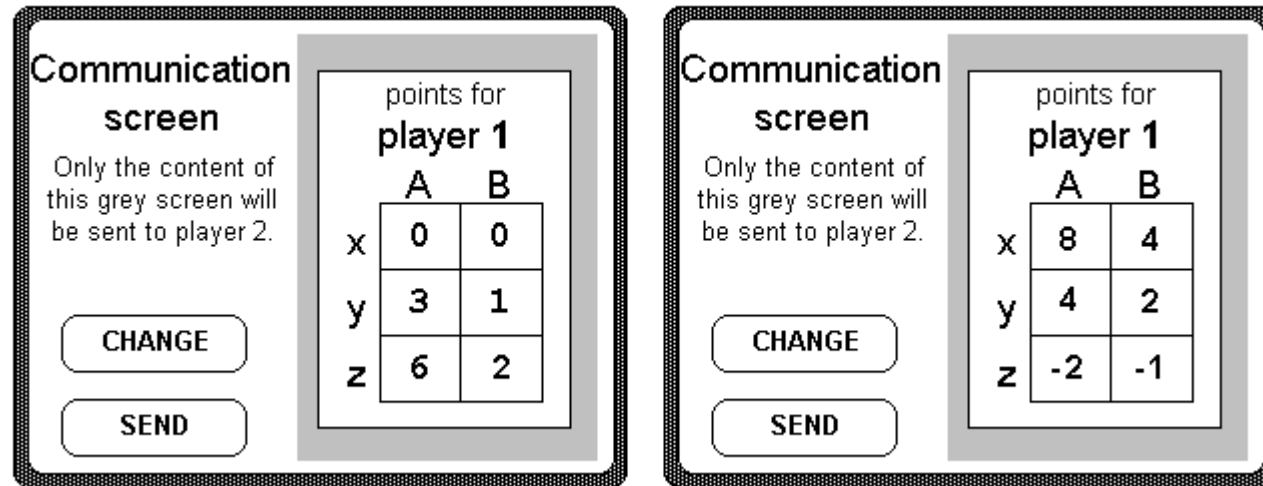 Communication
screen
Only the content of
this grey screen will
be sent to player 2.
CHANGE
SEND
points for
player 1
A B
x 0 0
y 3 1
z 6 2
Communication
screen
Only the content of
this grey screen will
be sent to player 2.
CHANGE
SEND
points for
player 1
A B
x 8 4
y 4 2
z -2 -1